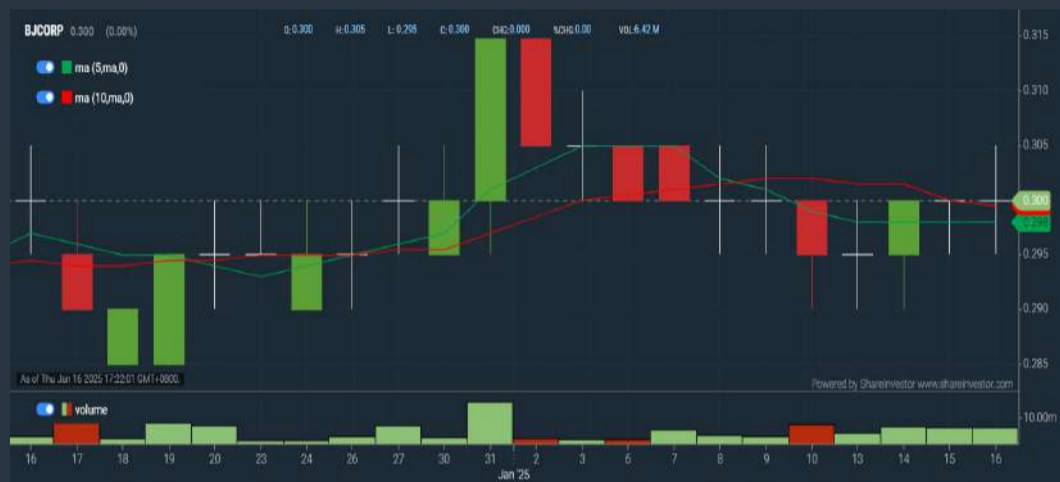 BJCORP 0.300 (0.00%) O:0.300 H:0.305 L:0.295 C:0.300 CHG:0.000 %CHG:0.00 VOL:6.42 M
ma (5,ma,0)
ma (10,ma,0)
0.315
0.310
0.305
0.300
0.298
0.295
0.290
0.285
As of Thu Jan 16 2025 17:22:01 GMT+0800.
Powered by ShareInvestor www.shareinvestor.com
volume
10.00m
16 17 18 19 20 23 24 26 27 30 31 2 3 6 7 8 9 10 13 14 15 16
Jan '25